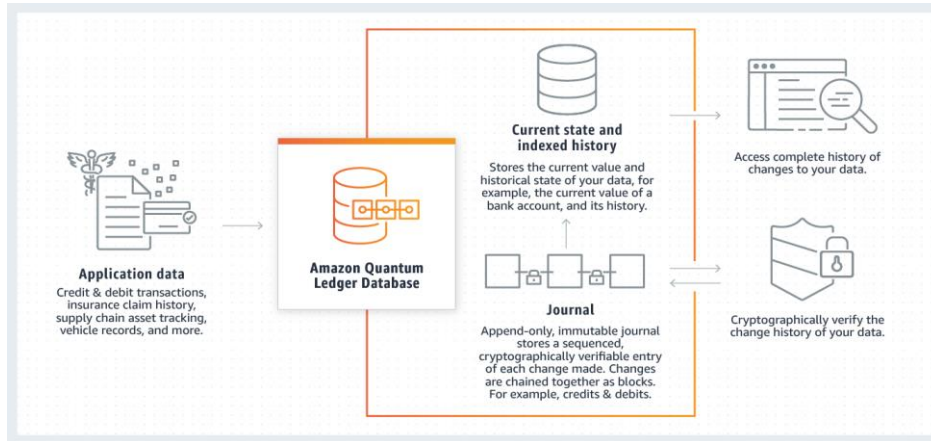 Application data
Credit & debit transactions,
insurance claim history,
supply chain asset tracking,
vehicle records, and more.
Amazon Quantum
Ledger Database
Current state and
indexed history
Stores the current value and
historical state of your data, for
example, the current value of a
bank account, and its history.
Journal
Append-only, immutable journal
stores a sequenced,
cryptographically verifiable entry
of each change made. Changes
are chained together as blocks.
For example, credits & debits.
Access complete history of
changes to your data.
Cryptographically verify the
change history of your data.